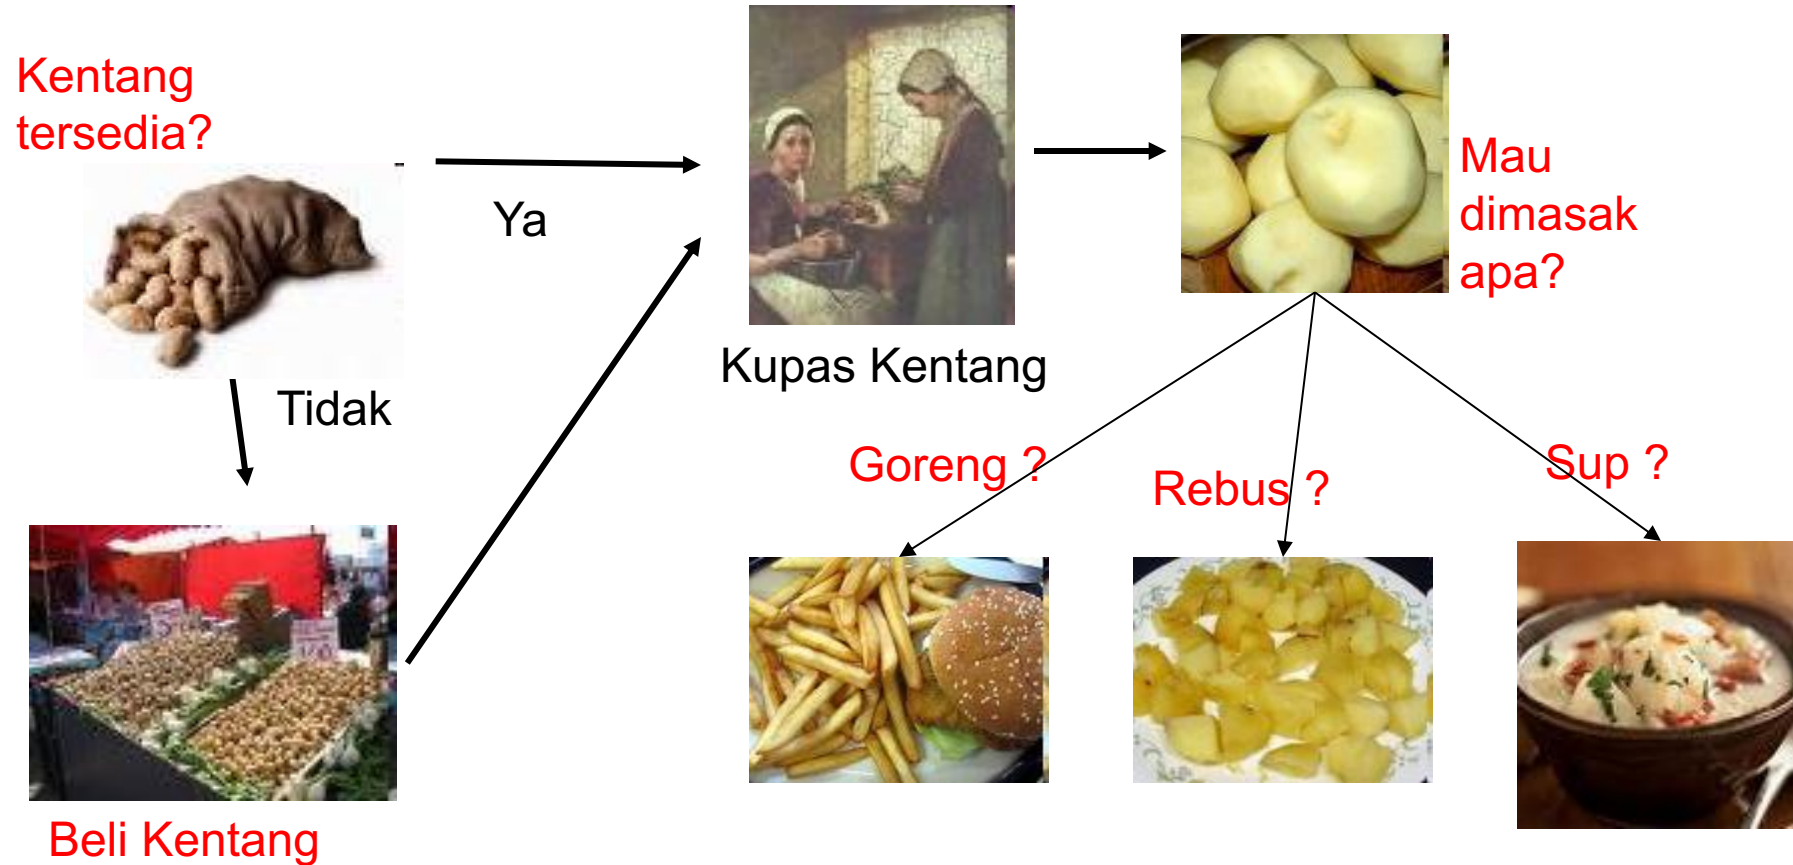 Kentang
tersedia?
Ya
Tidak
Beli Kentang
Kupas Kentang
Mau
dimasak
apa?
Goreng ?
Rebus ?
Sup ?